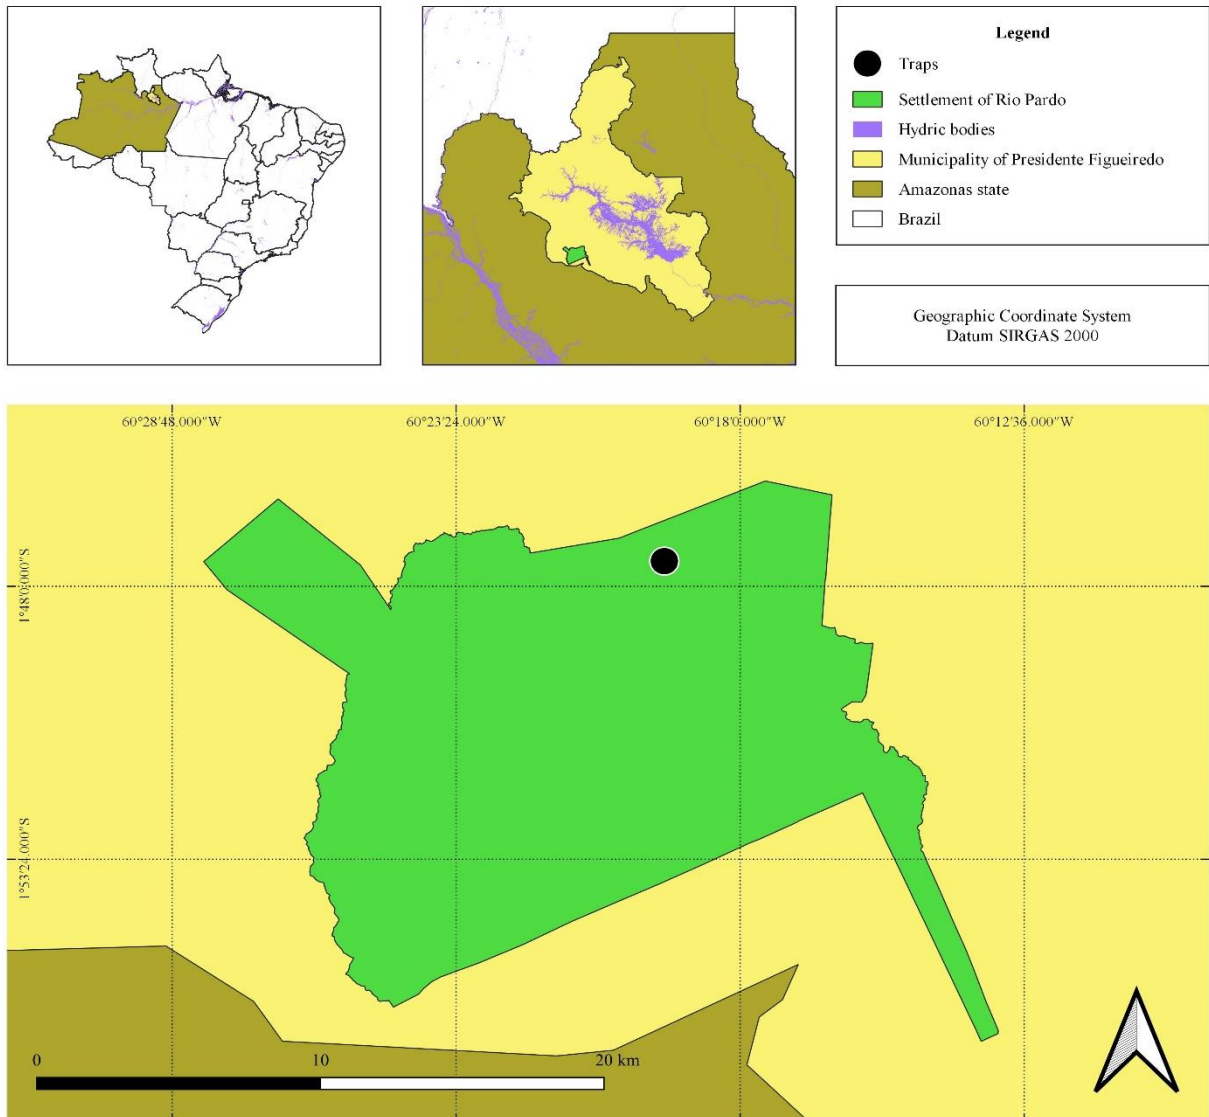 Legend
Traps
Settlement of Rio Pardo
Hydric bodies
Municipality of Presidente Figueiredo
Amazonas state
Brazil
Geographic Coordinate System
Datum SIRGAS 2000
60°28'48.000"W
60°23'24.000"W
60°18'0.000"W
60°12'36.000"W
1°48'0.000"S
1°53'24.000"S
0
10
20 km